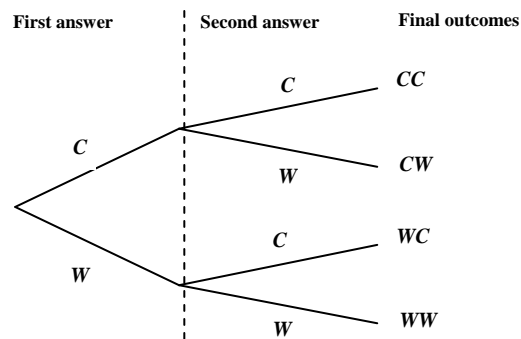 First answer Second answer Final outcomes
C CC
C
W CW
C WC
W
W WW